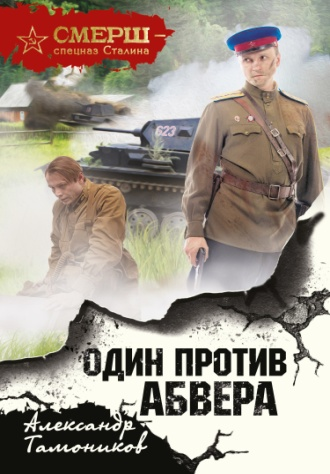 СМЕРШ –
спецназ Сталина
623
ОДИН ПРОТИВ
АБВЕРА
Александр
Тамоников